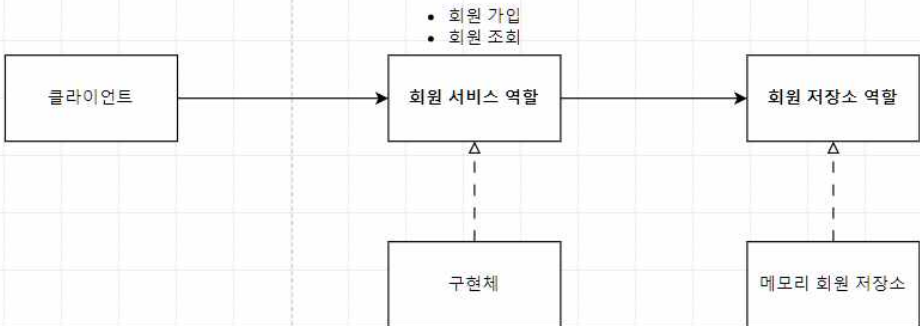 • 회원 가입
• 회원 조회
클라이언트
회원 서비스 역할
회원 저장소 역할
구현체
메모리 회원 저장소